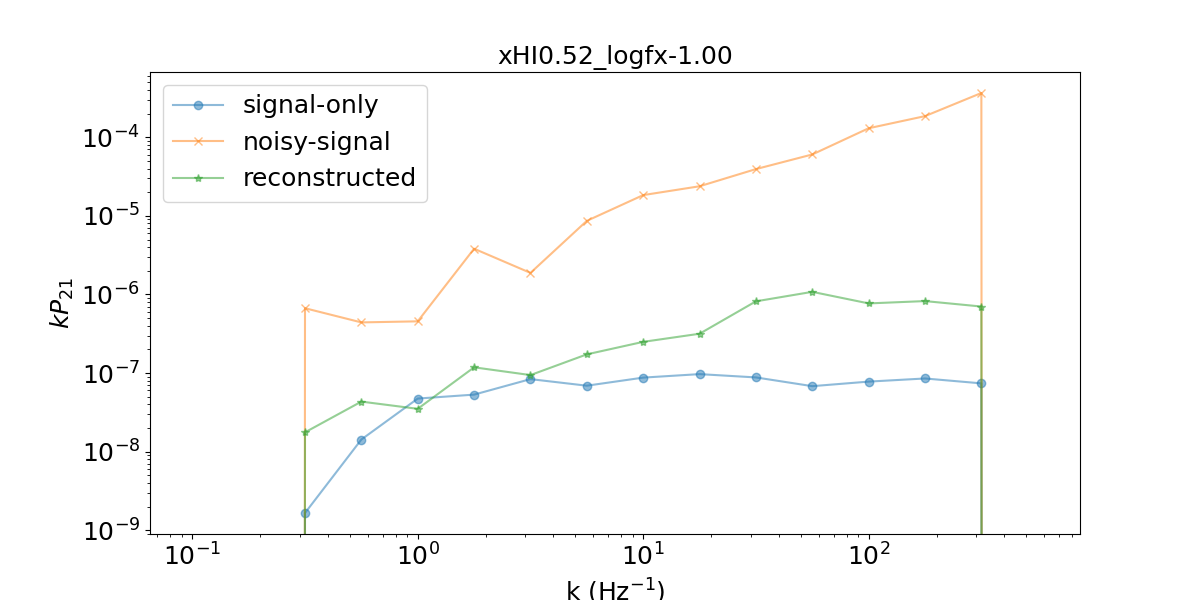 xHI0.52_logfx-1.00
signal-only
noisy-signal
reconstructed
kP₂₁
10⁻⁴
10⁻⁵
10⁻⁶
10⁻⁷
10⁻⁸
10⁻⁹
10⁻¹ 10⁰ 10¹ 10²
k (Hz⁻¹)